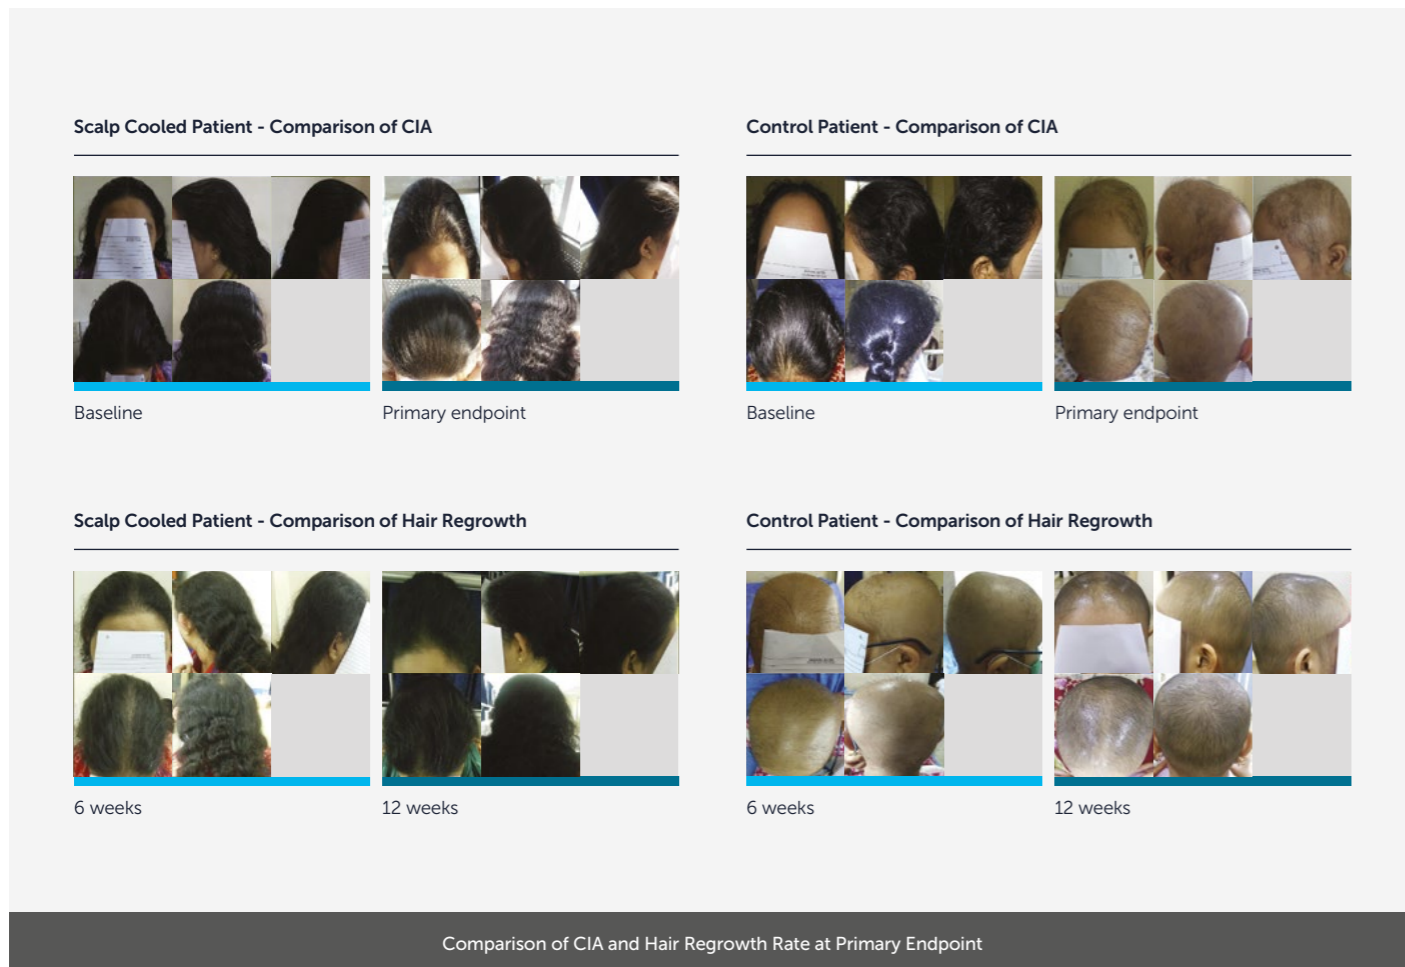 Scalp Cooled Patient - Comparison of CIA
Control Patient - Comparison of CIA
Baseline
Primary endpoint
Baseline
Primary endpoint
Scalp Cooled Patient - Comparison of Hair Regrowth
Control Patient - Comparison of Hair Regrowth
6 weeks
12 weeks
6 weeks
12 weeks
Comparison of CIA and Hair Regrowth Rate at Primary Endpoint